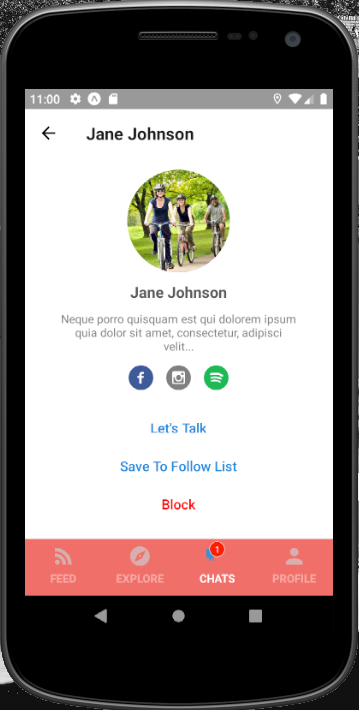 11:00
Jane Johnson
Jane Johnson
Neque porro quisquam est qui dolorem ipsum
quia dolor sit amet, consectetur, adipisci
velit...
Let's Talk
Save To Follow List
Block
1
FEED
EXPLORE
CHATS
PROFILE